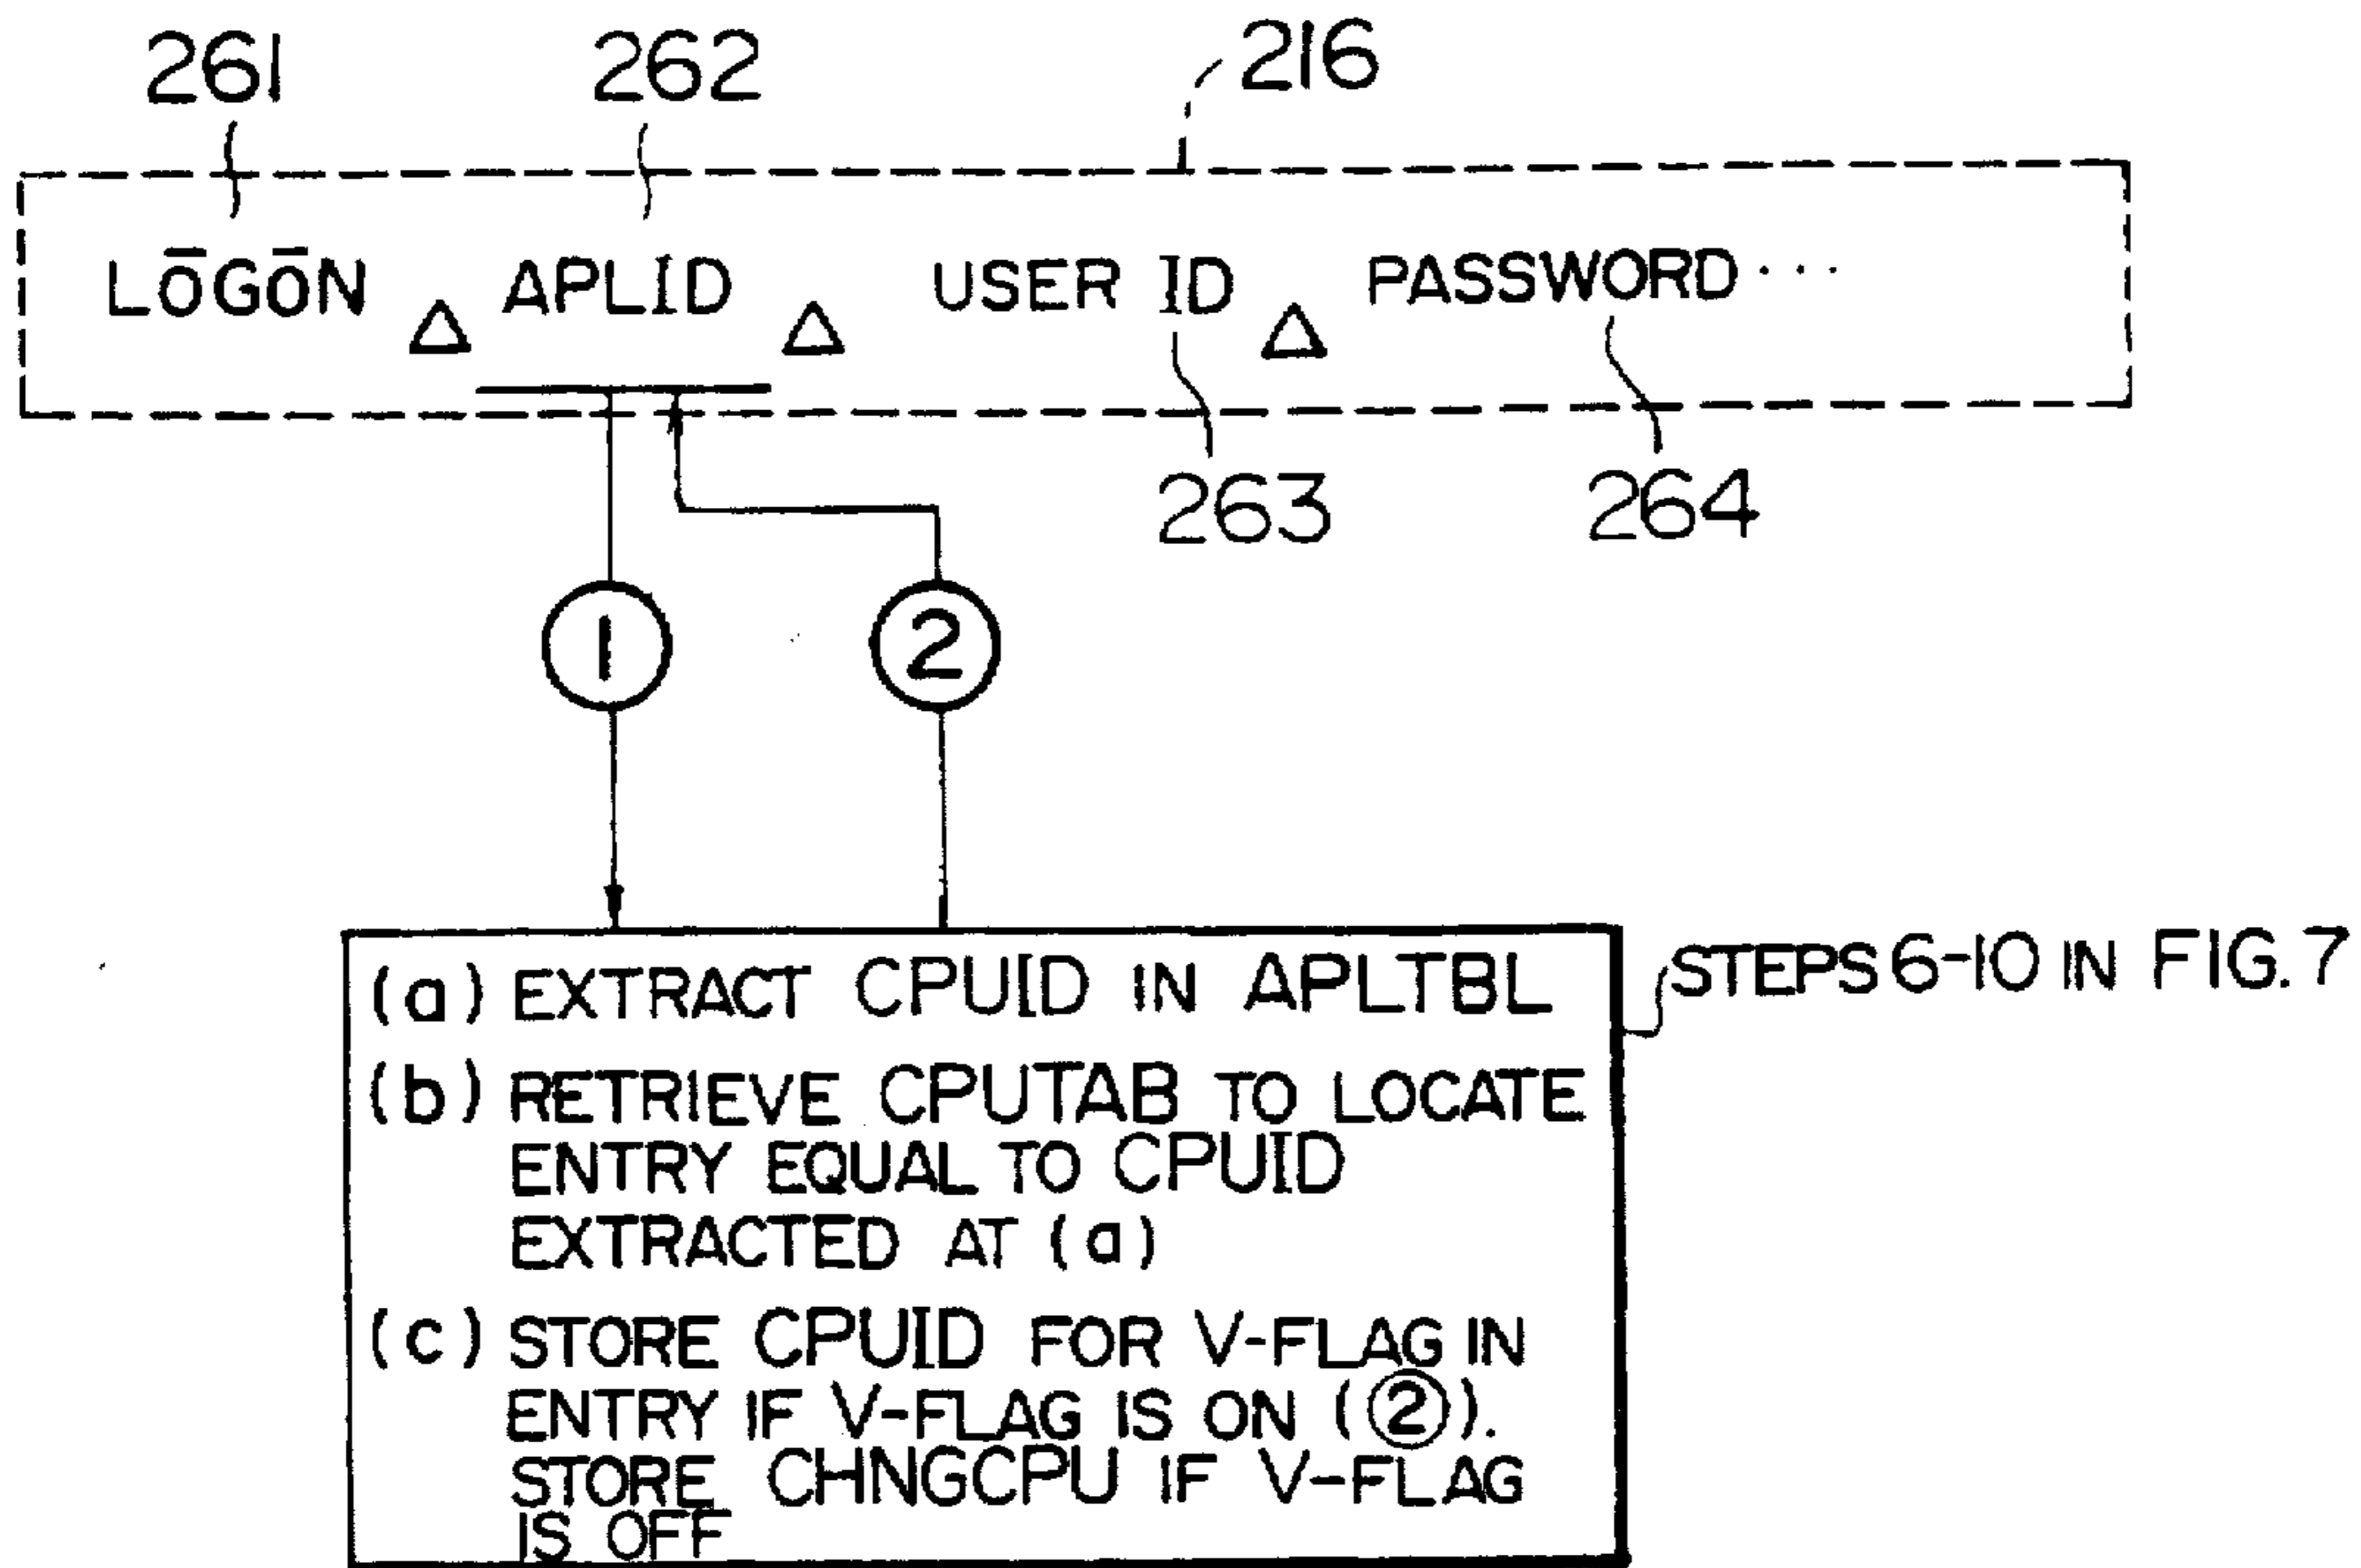 261 262 216
LŌGŌN △ APLID △ USER ID △ PASSWORD...
263 264
① ②
STEPS 6-10 IN FIG. 7
(a) EXTRACT CPUID IN APLTBL
(b) RETRIEVE CPUTAB TO LOCATE
ENTRY EQUAL TO CPUID
EXTRACTED AT (a)
(c) STORE CPUID FOR V-FLAG IN
ENTRY IF V-FLAG IS ON (②).
STORE CHNGCPU IF V-FLAG
IS OFF